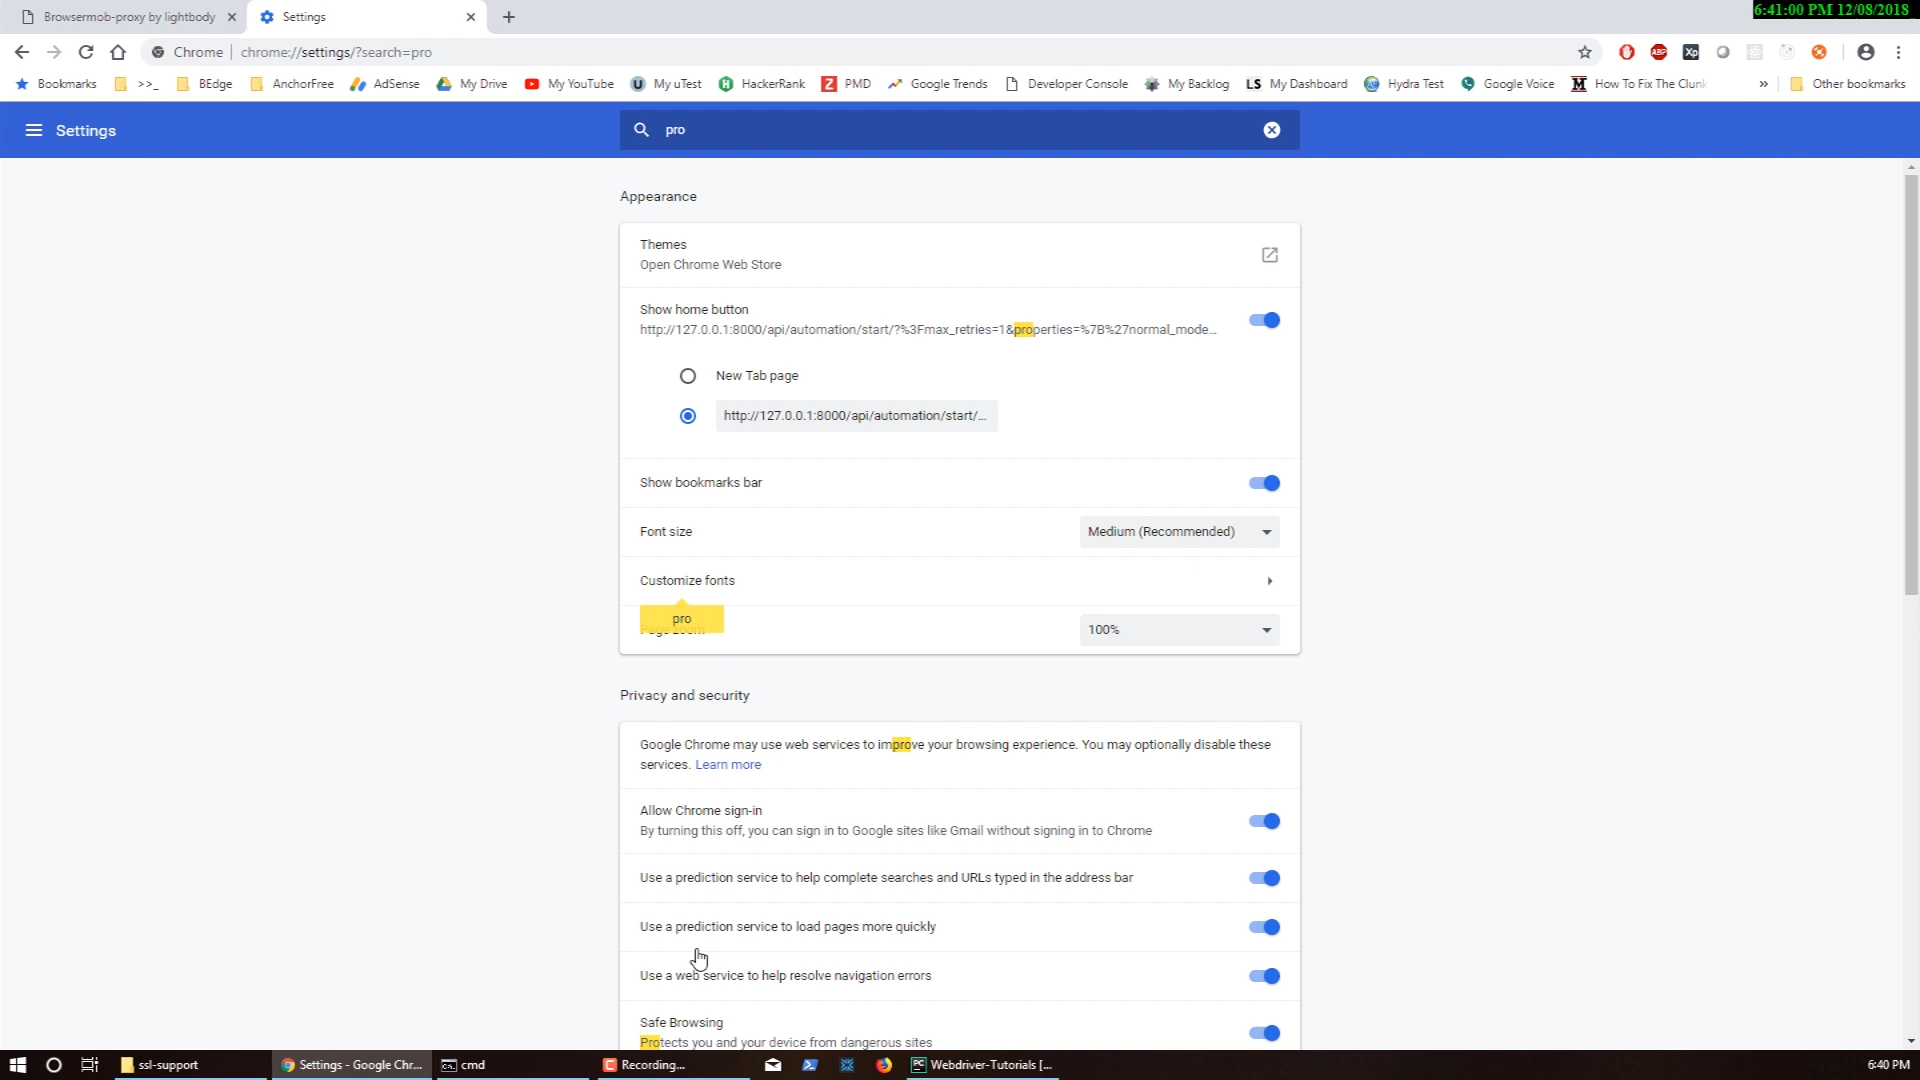 Browsermob-proxy by lightbody
Settings
6:41:00 PM 12/08/2018
Chrome chrome://settings/?search=pro
ABP
Xp
Bookmarks
>>_
BEdge
AnchorFree
AdSense
My Drive
My YouTube
My uTest
HackerRank
PMD
Google Trends
Developer Console
My Backlog
LS My Dashboard
Hydra Test
Google Voice
How To Fix The Clunk
»
Other bookmarks
Settings
pro
Appearance
Themes
Open Chrome Web Store
Show home button
http://127.0.0.1:8000/api/automation/start/?%3Fmax_retries=1&properties=%7B%27normal_mode...
New Tab page
http://127.0.0.1:8000/api/automation/start/...
Show bookmarks bar
Font size
Medium (Recommended)
Customize fonts
pro
Page zoom
100%
Privacy and security
Google Chrome may use web services to improve your browsing experience. You may optionally disable these
services. Learn more
Allow Chrome sign-in
By turning this off, you can sign in to Google sites like Gmail without signing in to Chrome
Use a prediction service to help complete searches and URLs typed in the address bar
Use a prediction service to load pages more quickly
Use a web service to help resolve navigation errors
Safe Browsing
Protects you and your device from dangerous sites
ssl-support
Settings - Google Chr...
cmd
Recording...
Webdriver-Tutorials [...
6:40 PM